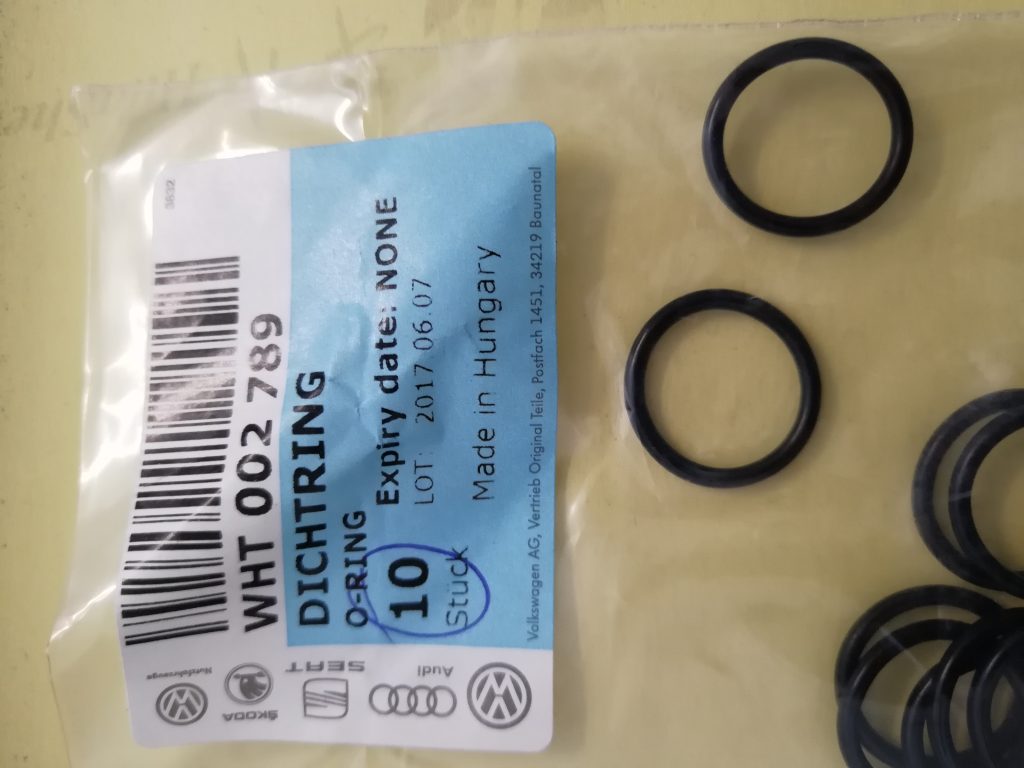 3632
WHT 002 789
DICHTRING
O-RING
10
Stück
Expiry date: NONE
LOT: 2017 06.07
Made in Hungary
Volkswagen AG, Vertrieb Original Teile, Postfach 1451, 34219 Baunatal
Nutzfahrzeuge
ŠKODA
SEAT
Audi